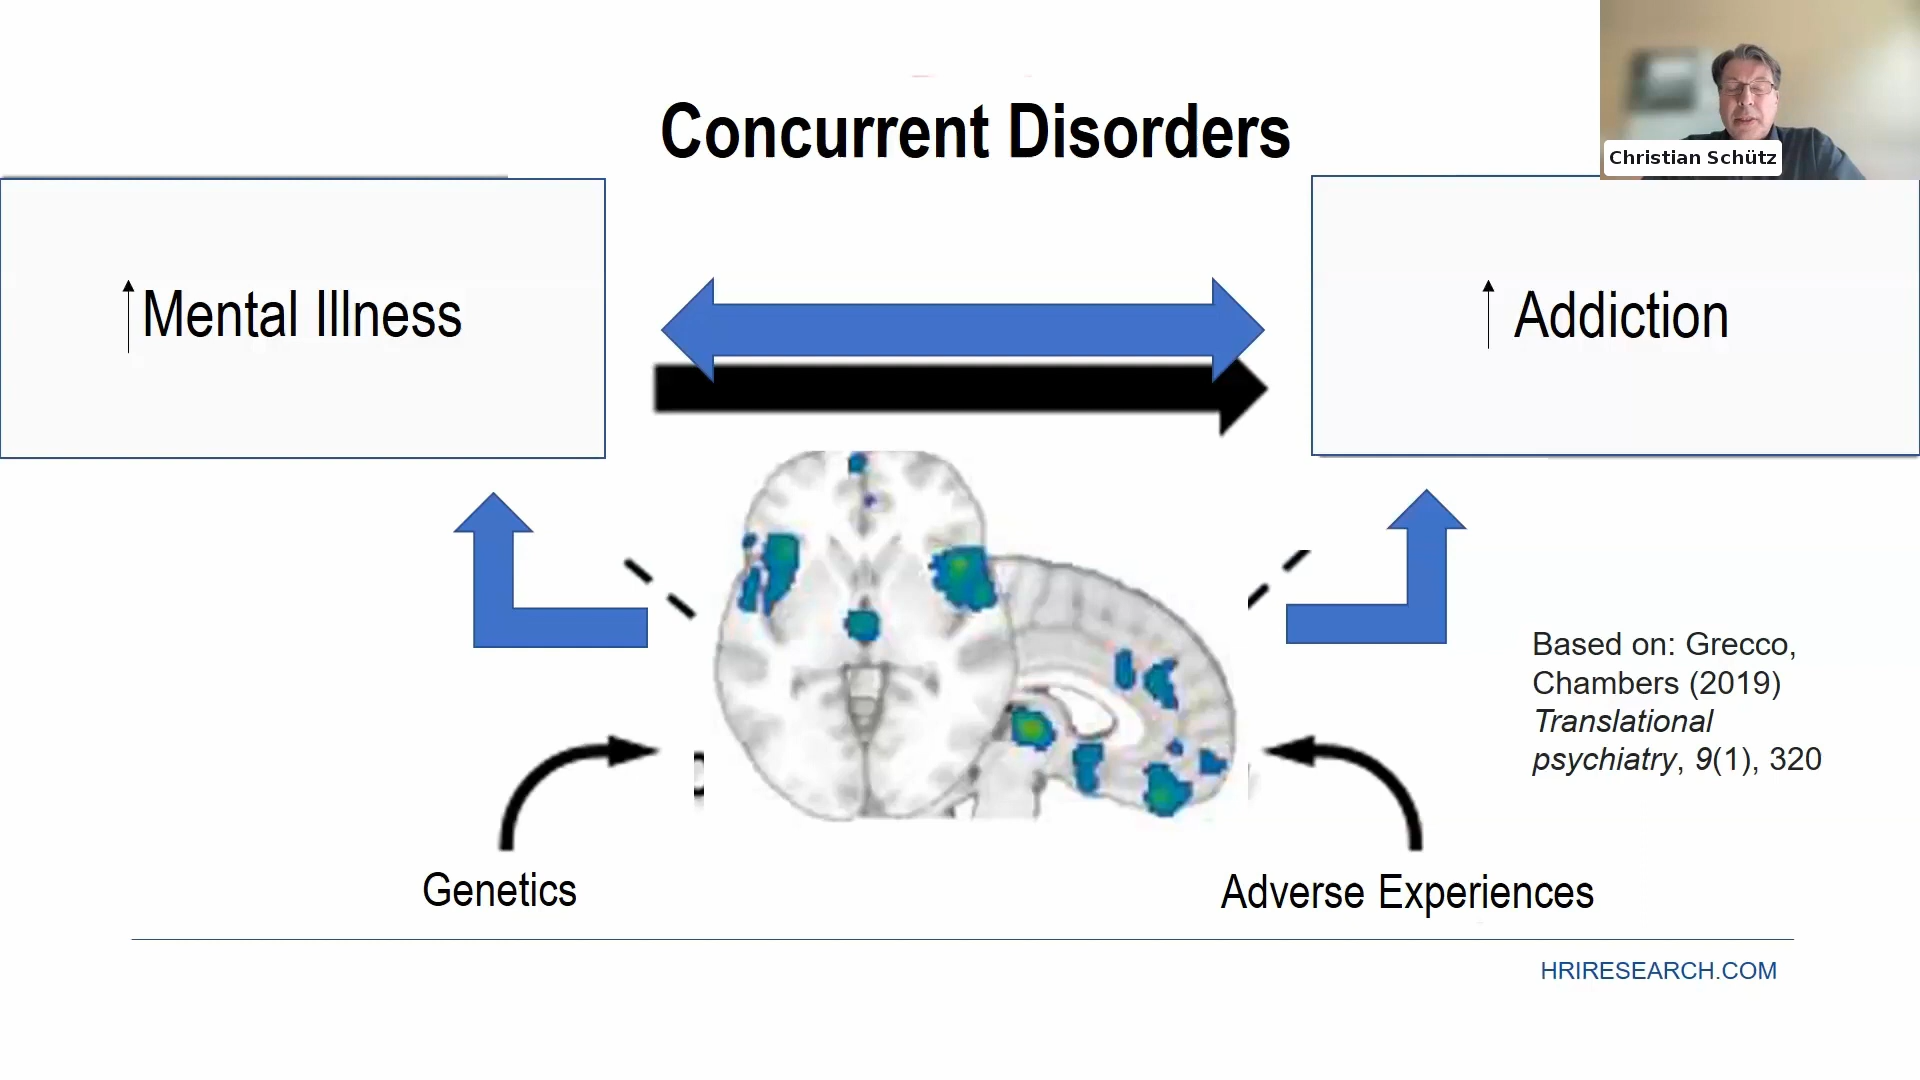 Concurrent Disorders
Christian Schütz
Mental Illness
Addiction
Based on: Grecco,
Chambers (2019)
Translational
psychiatry, 9(1), 320
Genetics
Adverse Experiences
HRIRESEARCH.COM